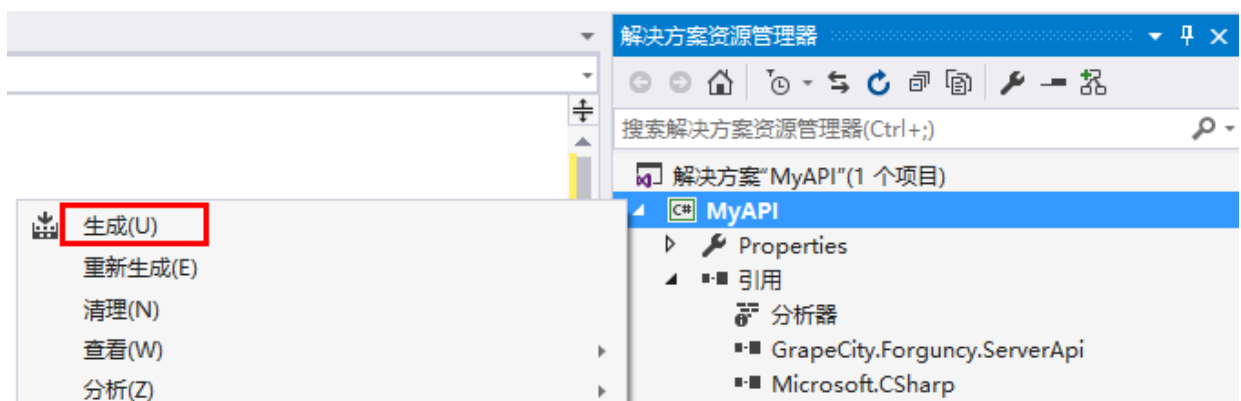 解决方案资源管理器
搜索解决方案资源管理器(Ctrl+;)
解决方案"MyAPI"(1 个项目)
C# MyAPI
Properties
引用
分析器
GrapeCity.Forguncy.ServerApi
Microsoft.CSharp
生成(U)
重新生成(E)
清理(N)
查看(W)
分析(Z)